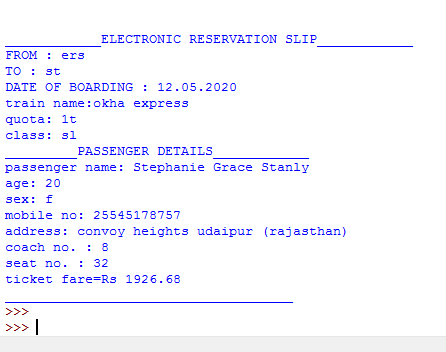 ____________ELECTRONIC RESERVATION SLIP____________
FROM : ers
TO : st
DATE OF BOARDING : 12.05.2020
train name:okha express
quota: 1t
class: sl
_________PASSENGER DETAILS____________
passenger name: Stephanie Grace Stanly
age: 20
sex: f
mobile no: 25545178757
address: convoy heights udaipur (rajasthan)
coach no. : 8
seat no. : 32
ticket fare=Rs 1926.68
____________________________________
>>>
>>>